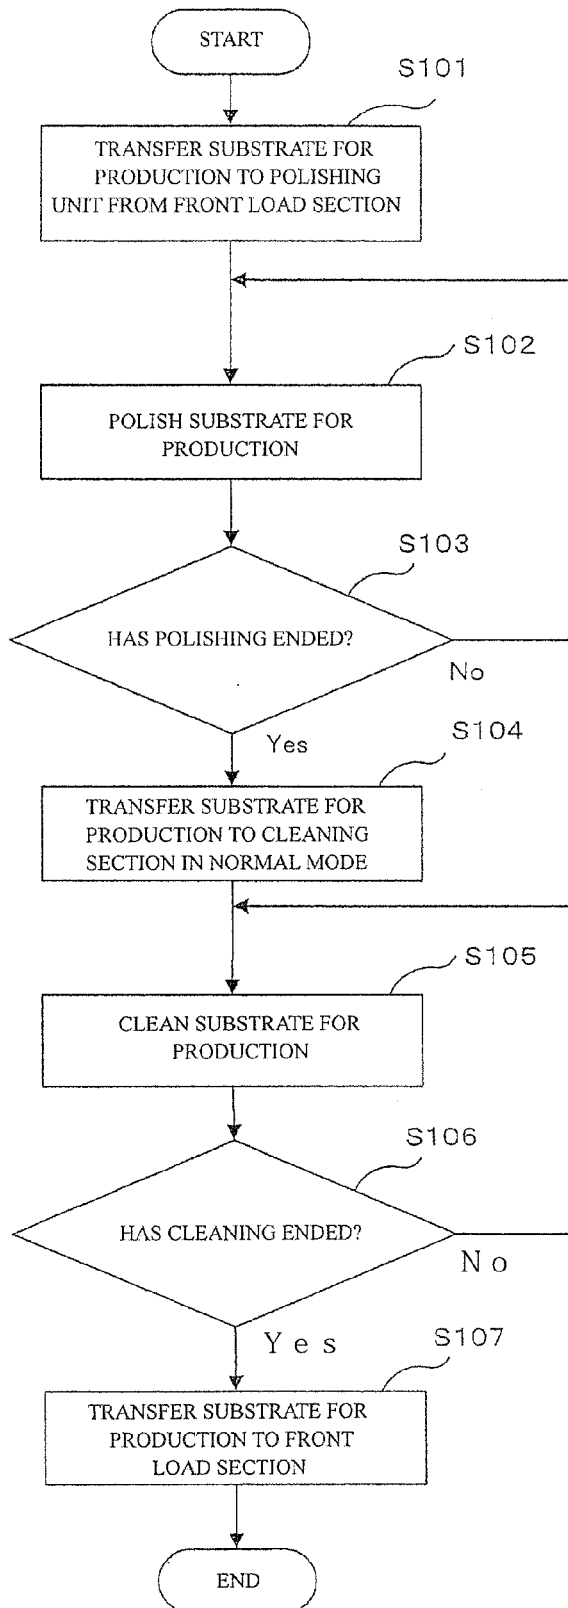 START
S101
TRANSFER SUBSTRATE FOR
PRODUCTION TO POLISHING
UNIT FROM FRONT LOAD SECTION
S102
POLISH SUBSTRATE FOR
PRODUCTION
S103
HAS POLISHING ENDED?
No
Yes
S104
TRANSFER SUBSTRATE FOR
PRODUCTION TO CLEANING
SECTION IN NORMAL MODE
S105
CLEAN SUBSTRATE FOR
PRODUCTION
S106
HAS CLEANING ENDED?
No
Yes
S107
TRANSFER SUBSTRATE FOR
PRODUCTION TO FRONT
LOAD SECTION
END